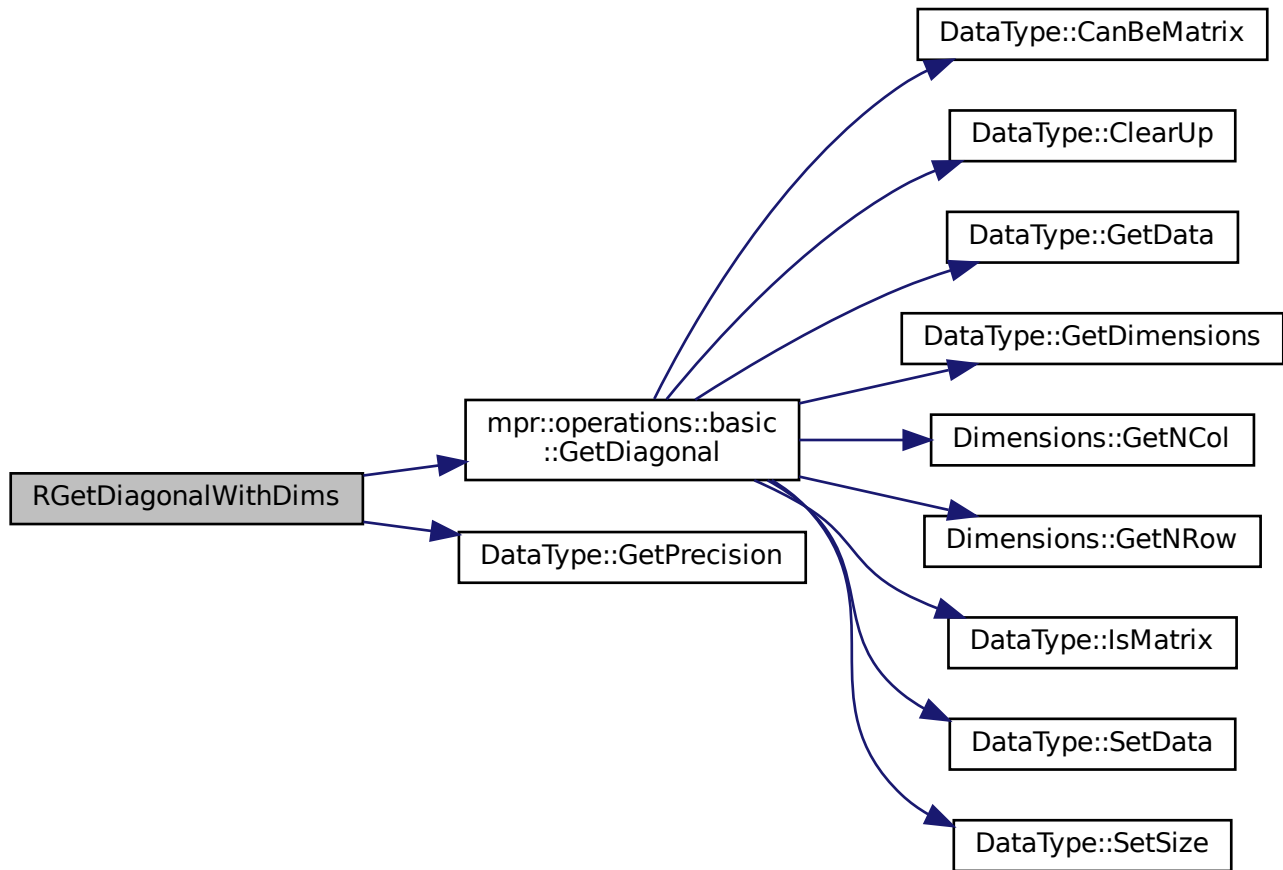 RGetDiagonalWithDims
mpr::operations::basic
::GetDiagonal
DataType::GetPrecision
DataType::CanBeMatrix
DataType::ClearUp
DataType::GetData
DataType::GetDimensions
Dimensions::GetNCol
Dimensions::GetNRow
DataType::IsMatrix
DataType::SetData
DataType::SetSize